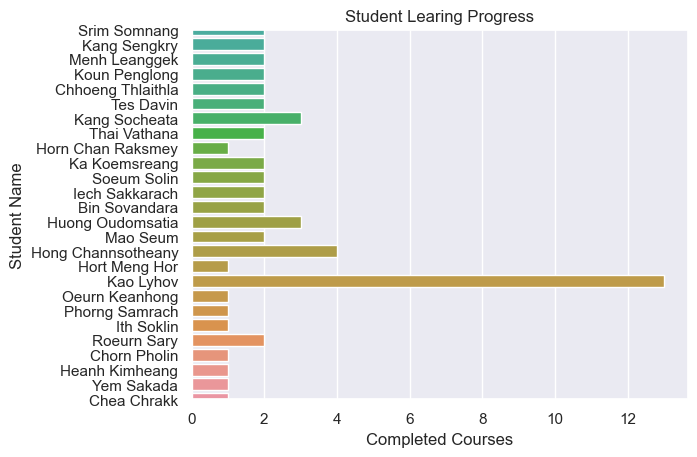 Student Learing Progress
Srim Somnang
Kang Sengkry
Menh Leanggek
Koun Penglong
Chhoeng Thlaithla
Tes Davin
Kang Socheata
Thai Vathana
Horn Chan Raksmey
Ka Koemsreang
Soeum Solin
Iech Sakkarach
Bin Sovandara
Huong Oudomsatia
Mao Seum
Hong Channsotheany
Hort Meng Hor
Kao Lyhov
Oeurn Keanhong
Phorng Samrach
Ith Soklin
Roeurn Sary
Chorn Pholin
Heanh Kimheang
Yem Sakada
Chea Chrakk
Student Name
0 2 4 6 8 10 12
Completed Courses